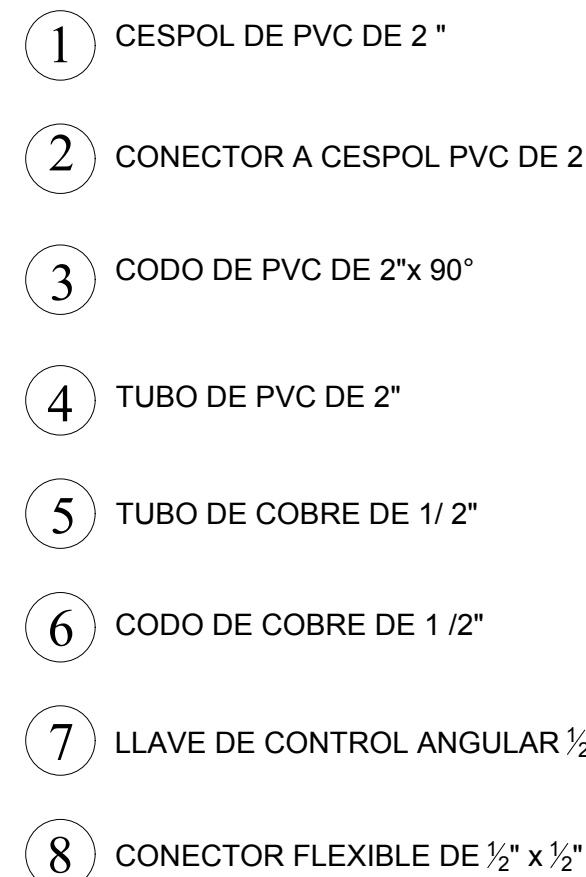 1 CESPOL DE PVC DE 2 "
2 CONECTOR A CESPOL PVC DE 2
3 CODO DE PVC DE 2"x 90°
4 TUBO DE PVC DE 2"
5 TUBO DE COBRE DE 1/ 2"
6 CODO DE COBRE DE 1 /2"
7 LLAVE DE CONTROL ANGULAR ½
8 CONECTOR FLEXIBLE DE ½" x ½"